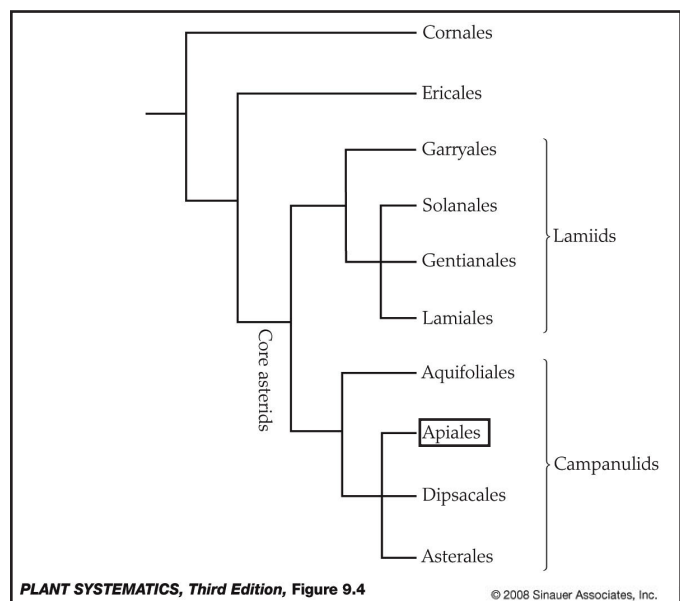 Cornales
Ericales
Garryales
Solanales
Lamiids
Gentianales
Lamiales
Core asterids
Aquifoliales
Apiales
Campanulids
Dipsacales
Asterales
PLANT SYSTEMATICS, Third Edition, Figure 9.4
© 2008 Sinauer Associates, Inc.